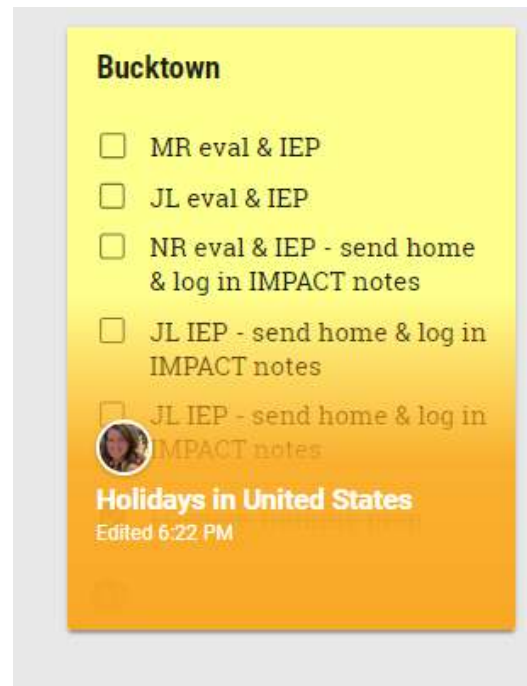 Bucktown
MR eval & IEP
JL eval & IEP
NR eval & IEP - send home
& log in IMPACT notes
JL IEP - send home & log in
IMPACT notes
JL IEP - send home & log in
IMPACT notes
Holidays in United States
Edited 6:22 PM